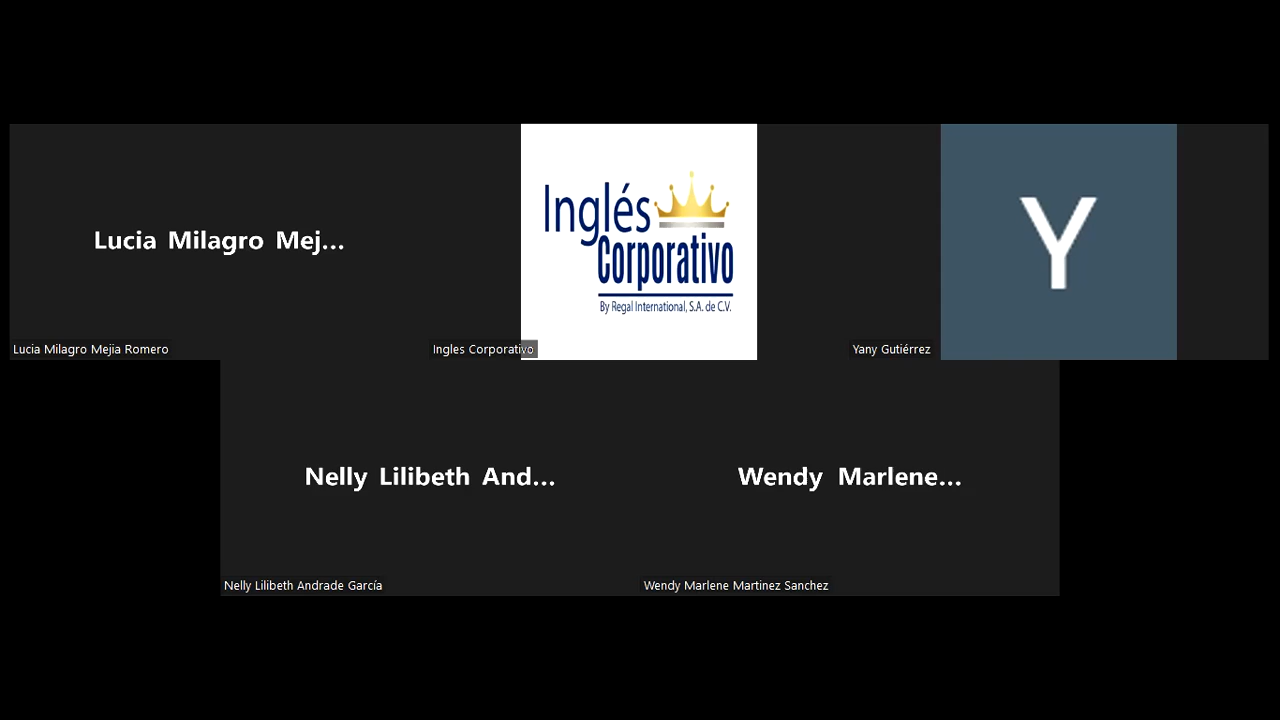 Lucia Milagro Mej...
Lucia Milagro Mejia Romero
Inglés
Corporativo
By Regal International, S.A. de C.V.
Ingles Corporativo
Y
Yany Gutiérrez
Nelly Lilibeth And...
Nelly Lilibeth Andrade García
Wendy Marlene...
Wendy Marlene Martinez Sanchez